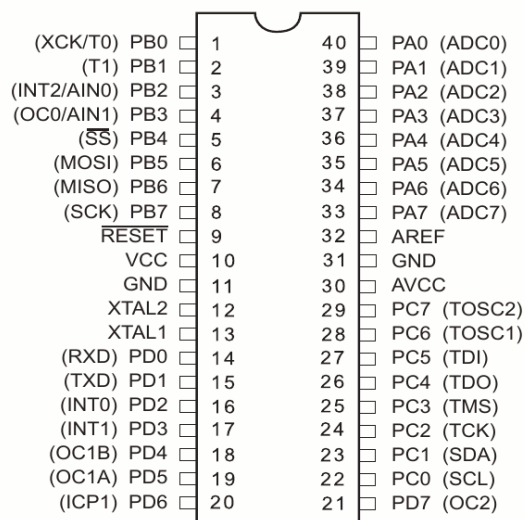 (XCK/T0) PB0 1 40 PA0 (ADC0)
(T1) PB1 2 39 PA1 (ADC1)
(INT2/AIN0) PB2 3 38 PA2 (ADC2)
(OC0/AIN1) PB3 4 37 PA3 (ADC3)
(SS) PB4 5 36 PA4 (ADC4)
(MOSI) PB5 6 35 PA5 (ADC5)
(MISO) PB6 7 34 PA6 (ADC6)
(SCK) PB7 8 33 PA7 (ADC7)
RESET 9 32 AREF
VCC 10 31 GND
GND 11 30 AVCC
XTAL2 12 29 PC7 (TOSC2)
XTAL1 13 28 PC6 (TOSC1)
(RXD) PD0 14 27 PC5 (TDI)
(TXD) PD1 15 26 PC4 (TDO)
(INT0) PD2 16 25 PC3 (TMS)
(INT1) PD3 17 24 PC2 (TCK)
(OC1B) PD4 18 23 PC1 (SDA)
(OC1A) PD5 19 22 PC0 (SCL)
(ICP1) PD6 20 21 PD7 (OC2)